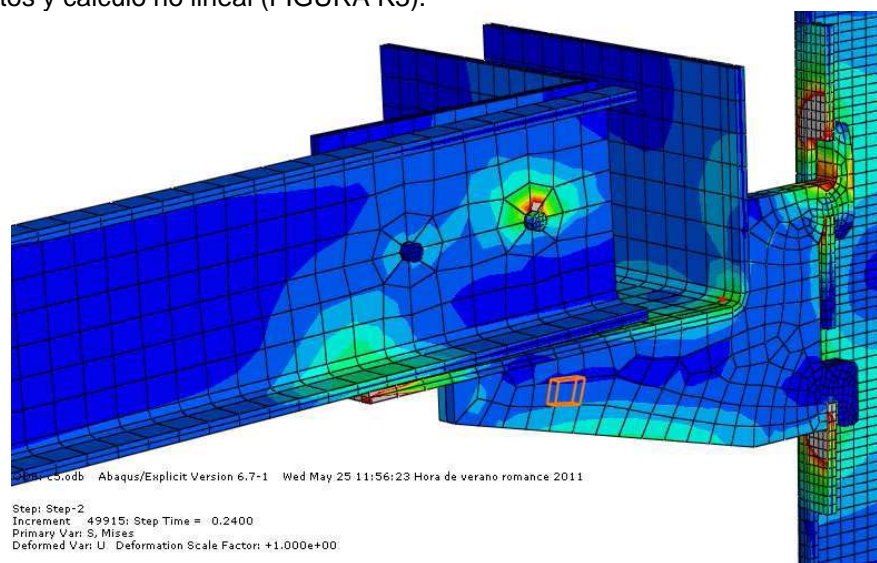 tos y cálculo no lineal (FIGURA R5).
c5.odb Abaqus/Explicit Version 6.7-1 Wed May 25 11:56:23 Hora de verano romance 2011
Step: Step-2
Increment 49915: Step Time = 0.2400
Primary Var: S, Mises
Deformed Var: U Deformation Scale Factor: +1.000e+00